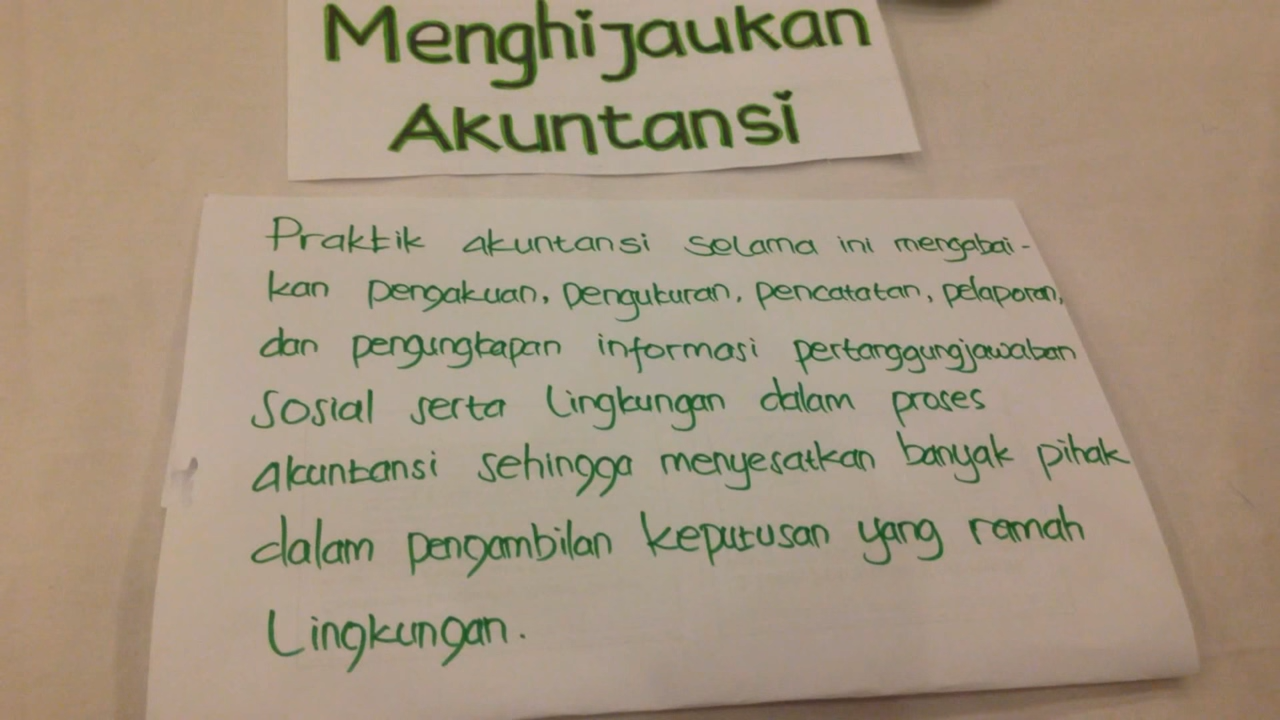 Menghijaukan
Akuntansi
Praktik akuntansi selama ini mengabai-
kan pengakuan, pengukuran, pencatatan, pelaporan,
dan pengungkapan informasi pertanggungjawaban
Sosial serta Lingkungan dalam proses
akuntansi sehingga menyesatkan banyak pihak
dalam pengambilan keputusan yang ramah
Lingkungan.